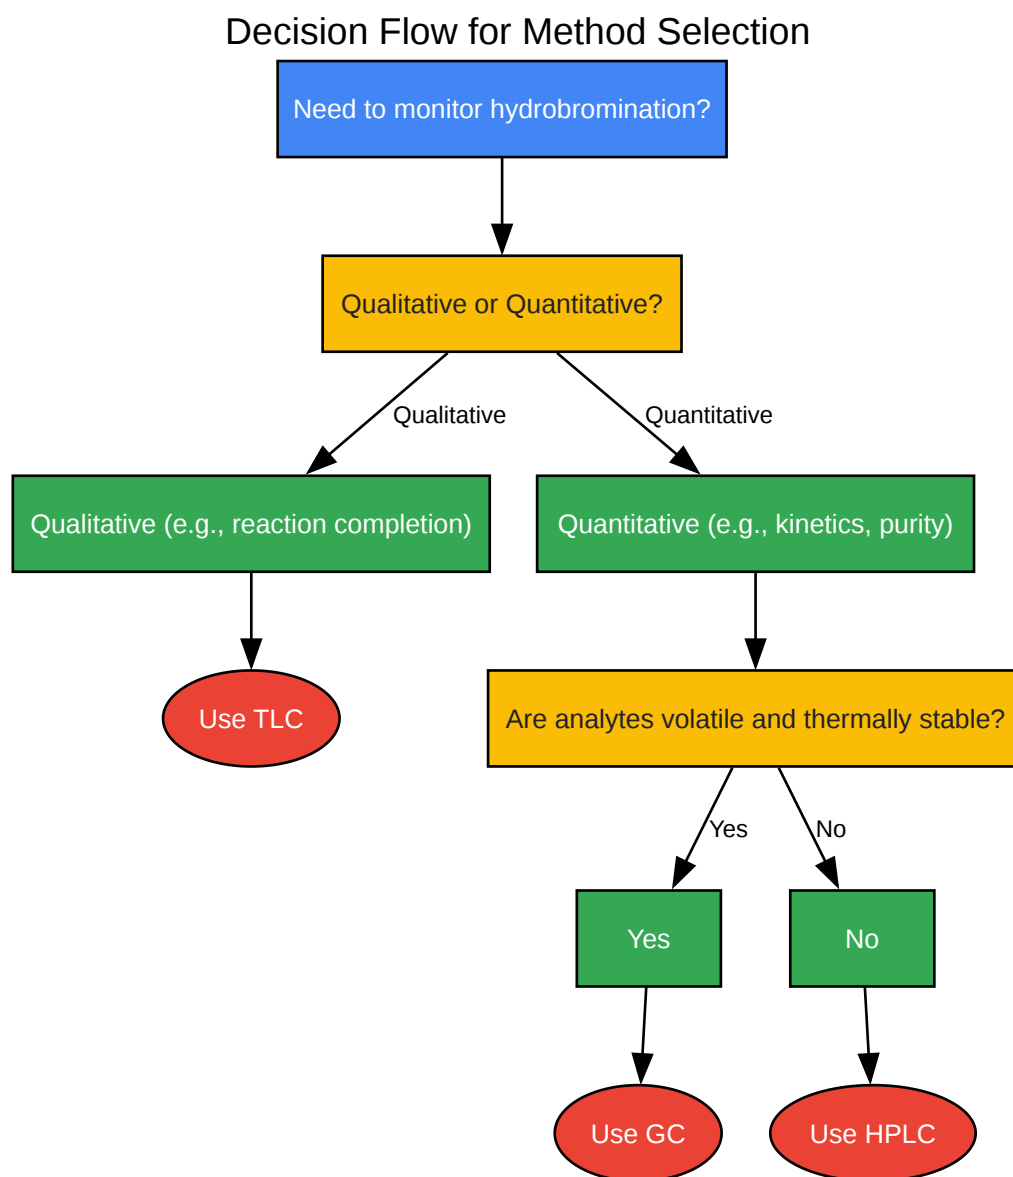 Decision Flow for Method Selection
Need to monitor hydrobromination?
Qualitative or Quantitative?
Qualitative
Quantitative
Qualitative (e.g., reaction completion)
Quantitative (e.g., kinetics, purity)
Use TLC
Are analytes volatile and thermally stable?
Yes
No
Yes
No
Use GC
Use HPLC